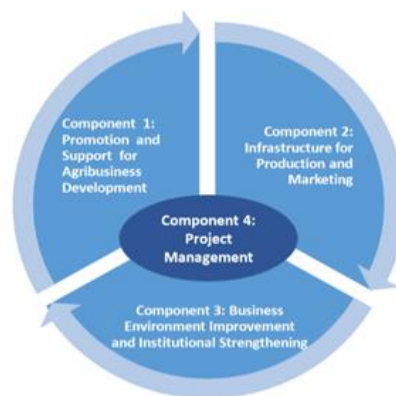 Component 1:
Promotion and
Support for
Agribusiness
Development
Component 2:
Infrastructure for
Production and
Marketing
Component 4:
Project
Management
Component 3: Business
Environment Improvement
and Institutional Strengthening